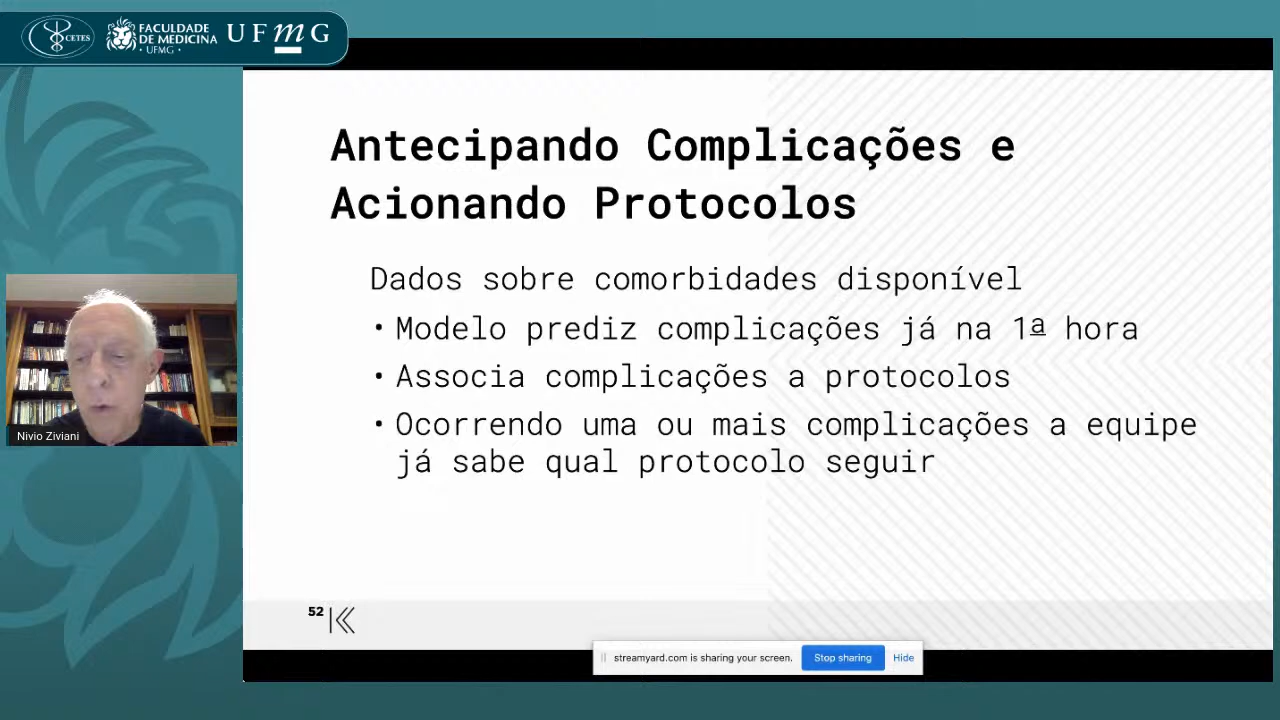 CETES
FACULDADE
DE MEDICINA
• UFMG •
UFmG
Antecipando Complicações e
Acionando Protocolos
Dados sobre comorbidades disponível
• Modelo prediz complicações já na 1ª hora
• Associa complicações a protocolos
• Ocorrendo uma ou mais complicações a equipe
já sabe qual protocolo seguir
Nivio Ziviani
52
streamyard.com is sharing your screen. Stop sharing Hide